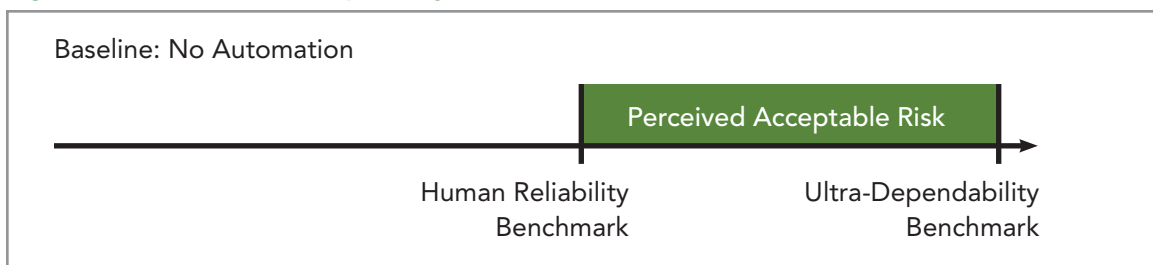 Baseline: No Automation
Perceived Acceptable Risk
Human Reliability
Benchmark
Ultra-Dependability
Benchmark